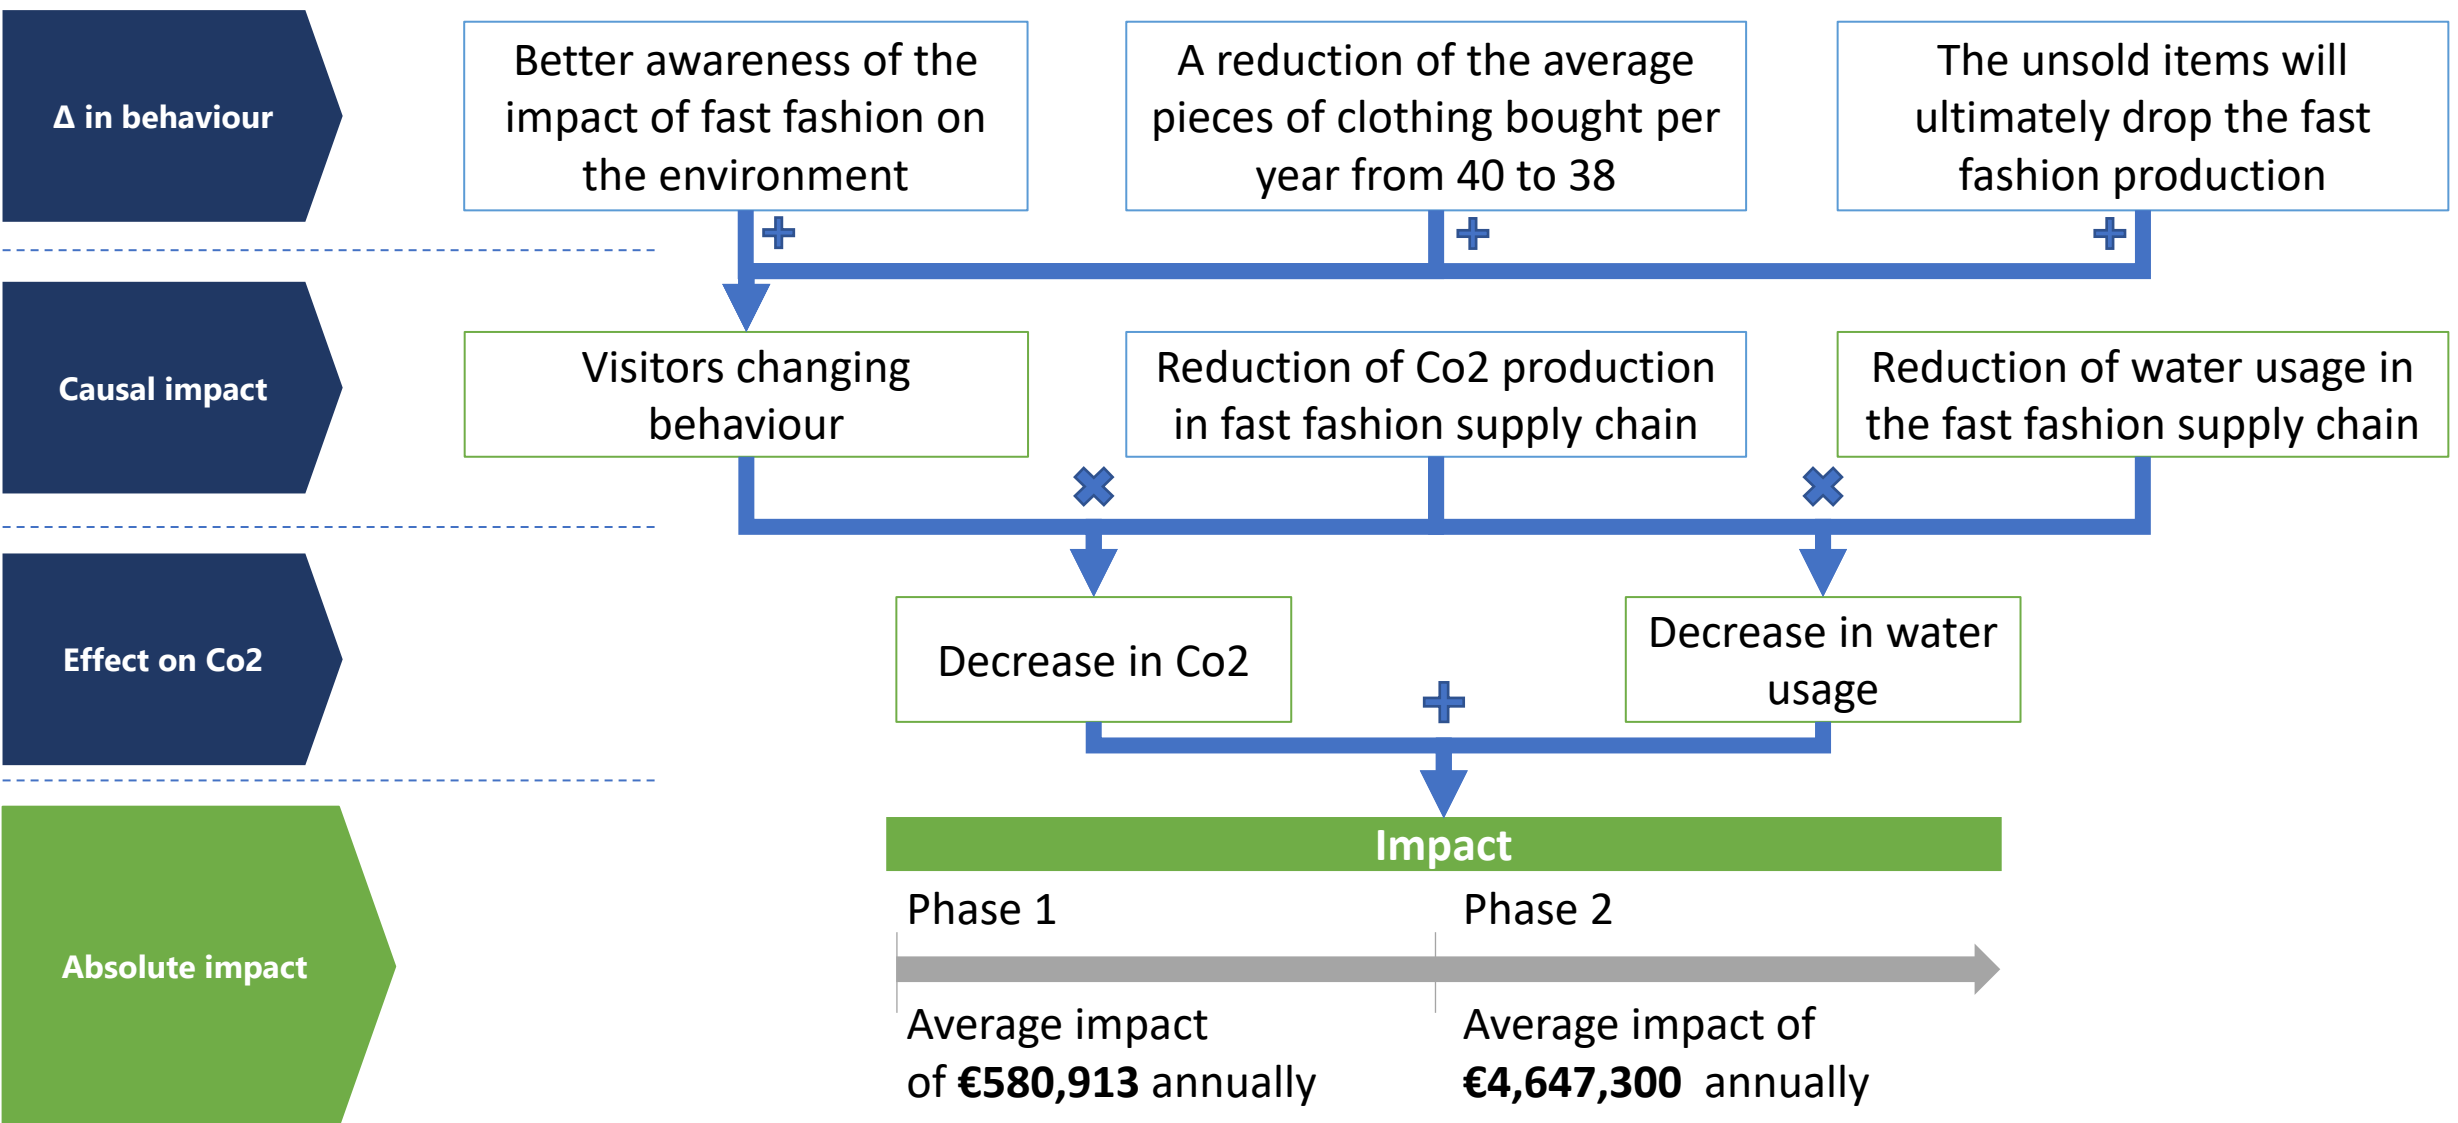 Δ in behaviour
Better awareness of the
impact of fast fashion on
the environment
A reduction of the average
pieces of clothing bought per
year from 40 to 38
The unsold items will
ultimately drop the fast
fashion production
Causal impact
Visitors changing
behaviour
Reduction of Co2 production
in fast fashion supply chain
Reduction of water usage in
the fast fashion supply chain
Effect on Co2
Decrease in Co2
Decrease in water
usage
Absolute impact
Impact
Phase 1
Phase 2
Average impact
of €580,913 annually
Average impact of
€4,647,300 annually